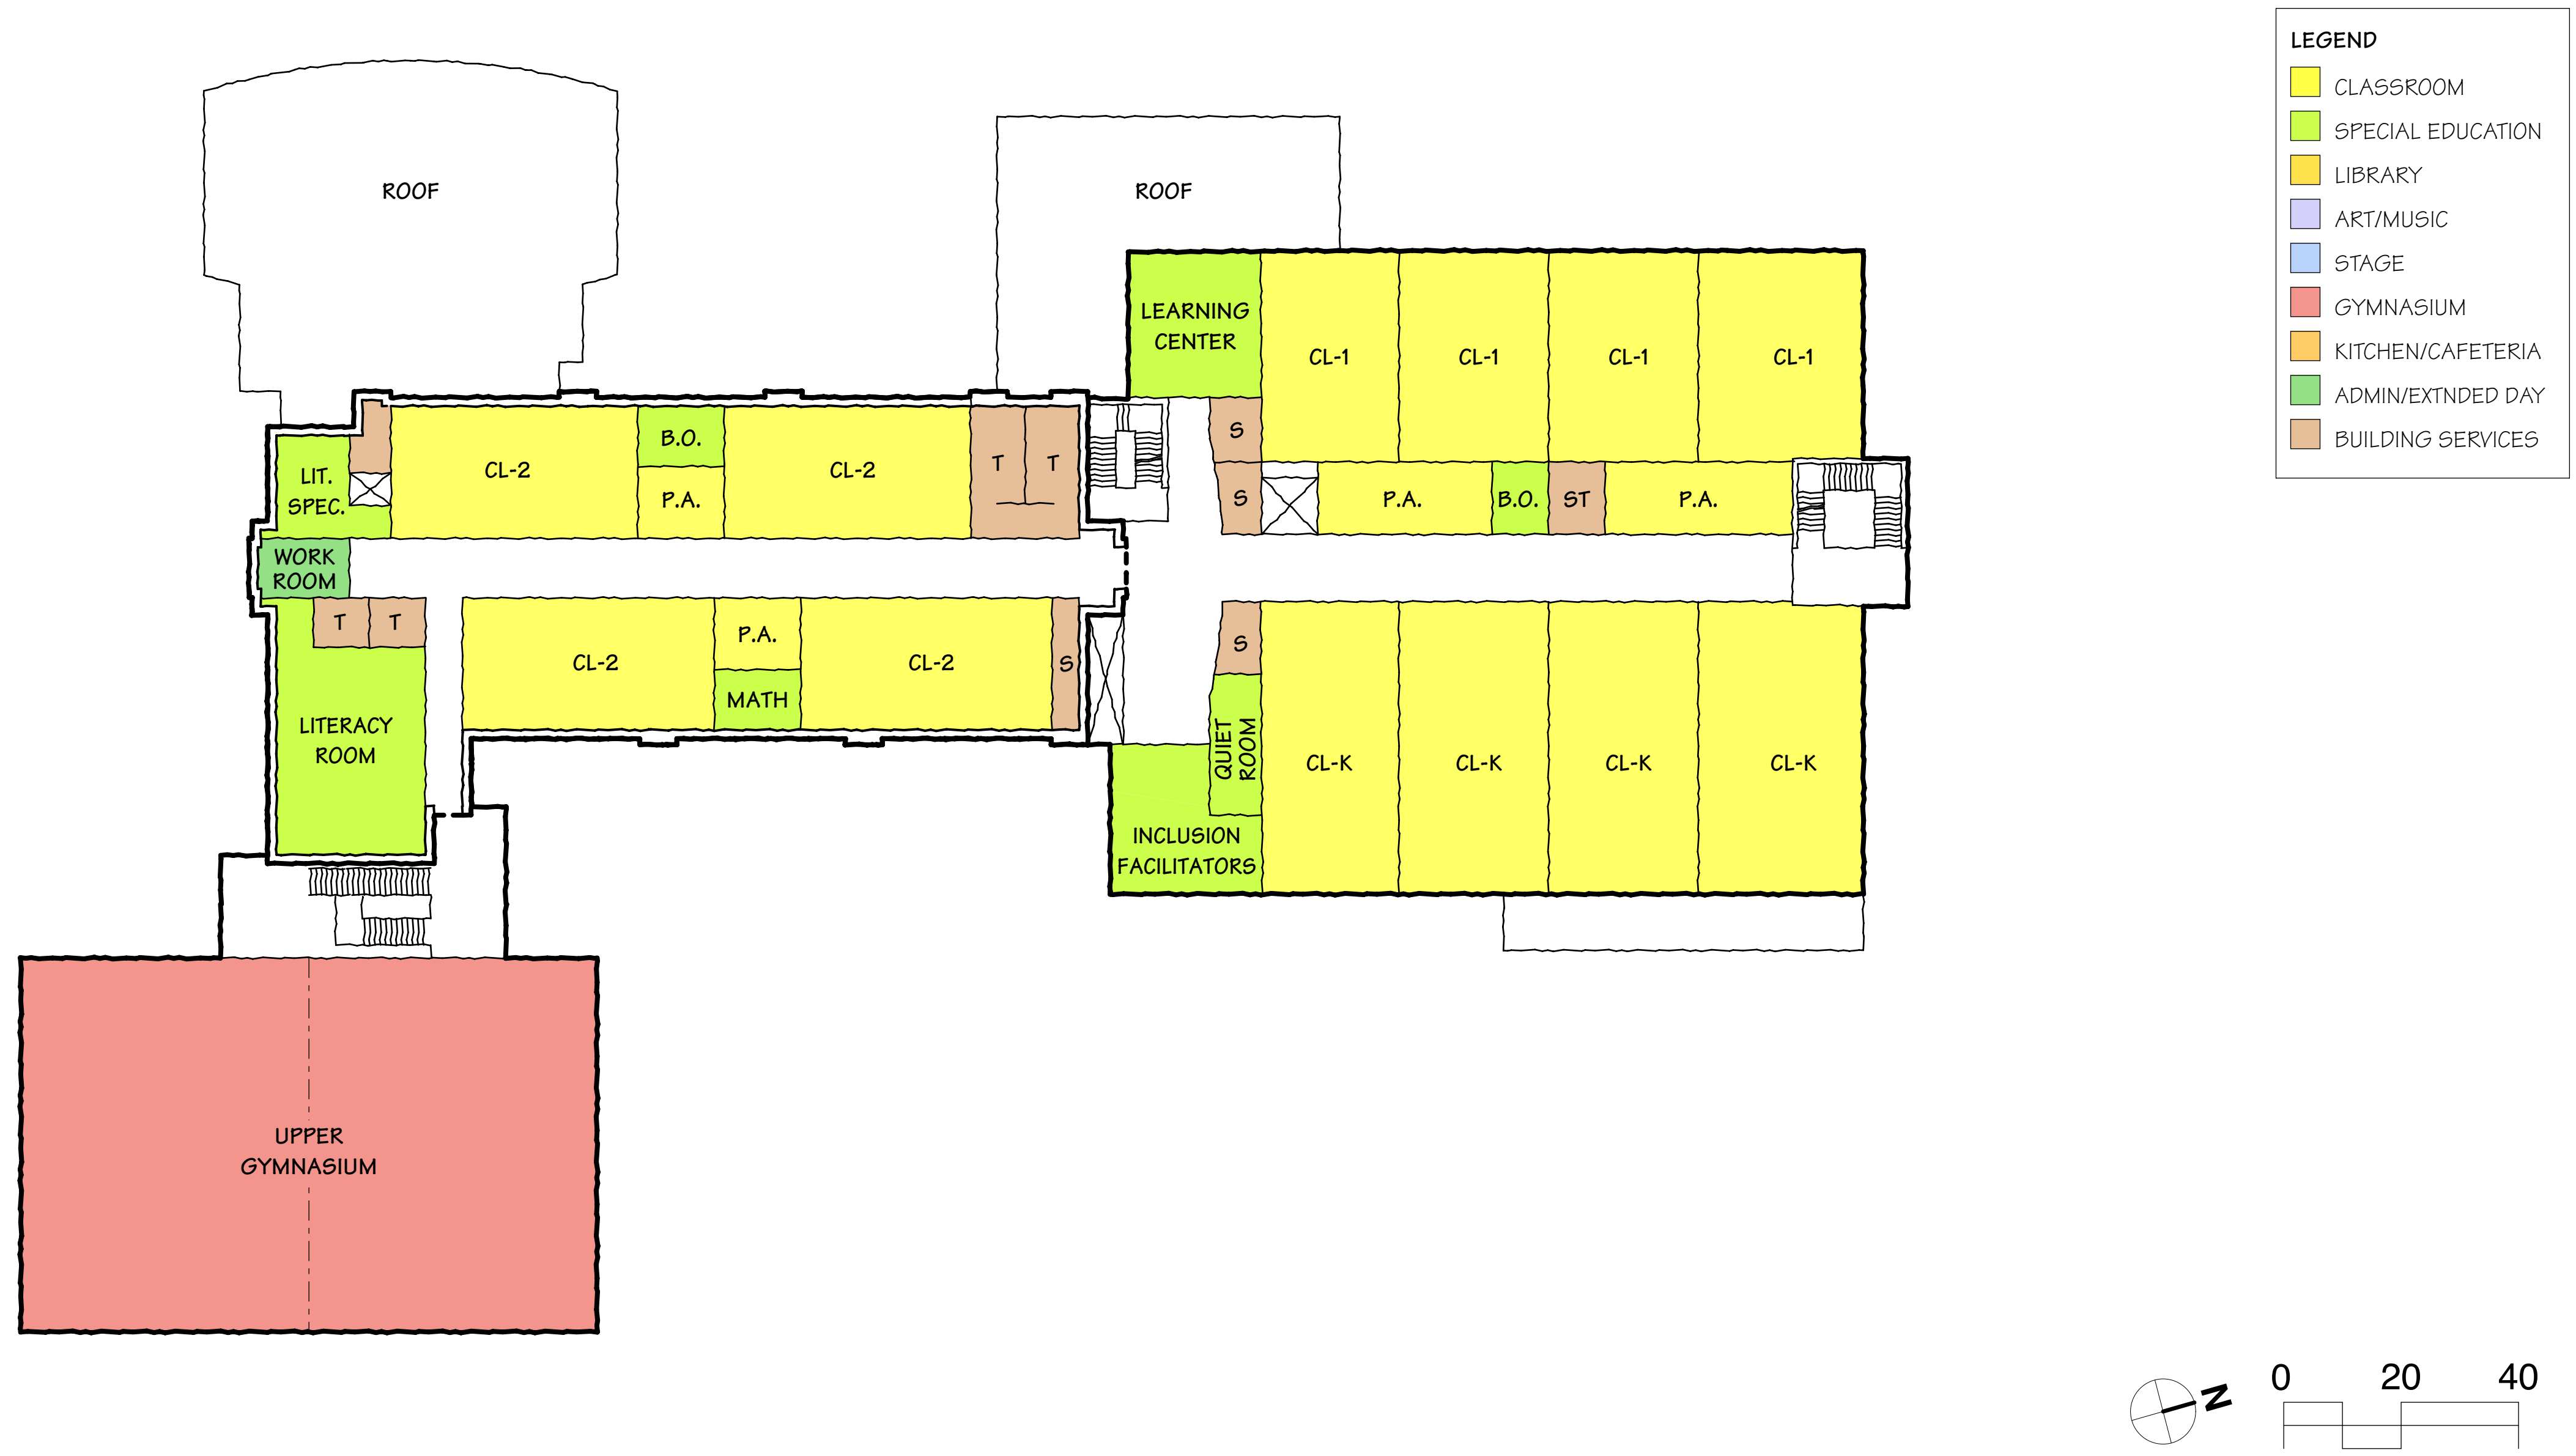 LEGEND
CLASSROOM
SPECIAL EDUCATION
LIBRARY
ART/MUSIC
STAGE
GYMNASIUM
KITCHEN/CAFETERIA
ADMIN/EXTNDED DAY
BUILDING SERVICES
ROOF
ROOF
LEARNING
CENTER
CL-1
CL-1
CL-1
CL-1
LIT.
SPEC.
CL-2
B.O.
P.A.
CL-2
T
T
S
S
P.A.
B.O.
ST
P.A.
WORK
ROOM
T
T
LITERACY
ROOM
CL-2
P.A.
MATH
CL-2
S
S
QUIET
ROOM
INCLUSION
FACILITATORS
CL-K
CL-K
CL-K
CL-K
UPPER
GYMNASIUM
N
0 20 40